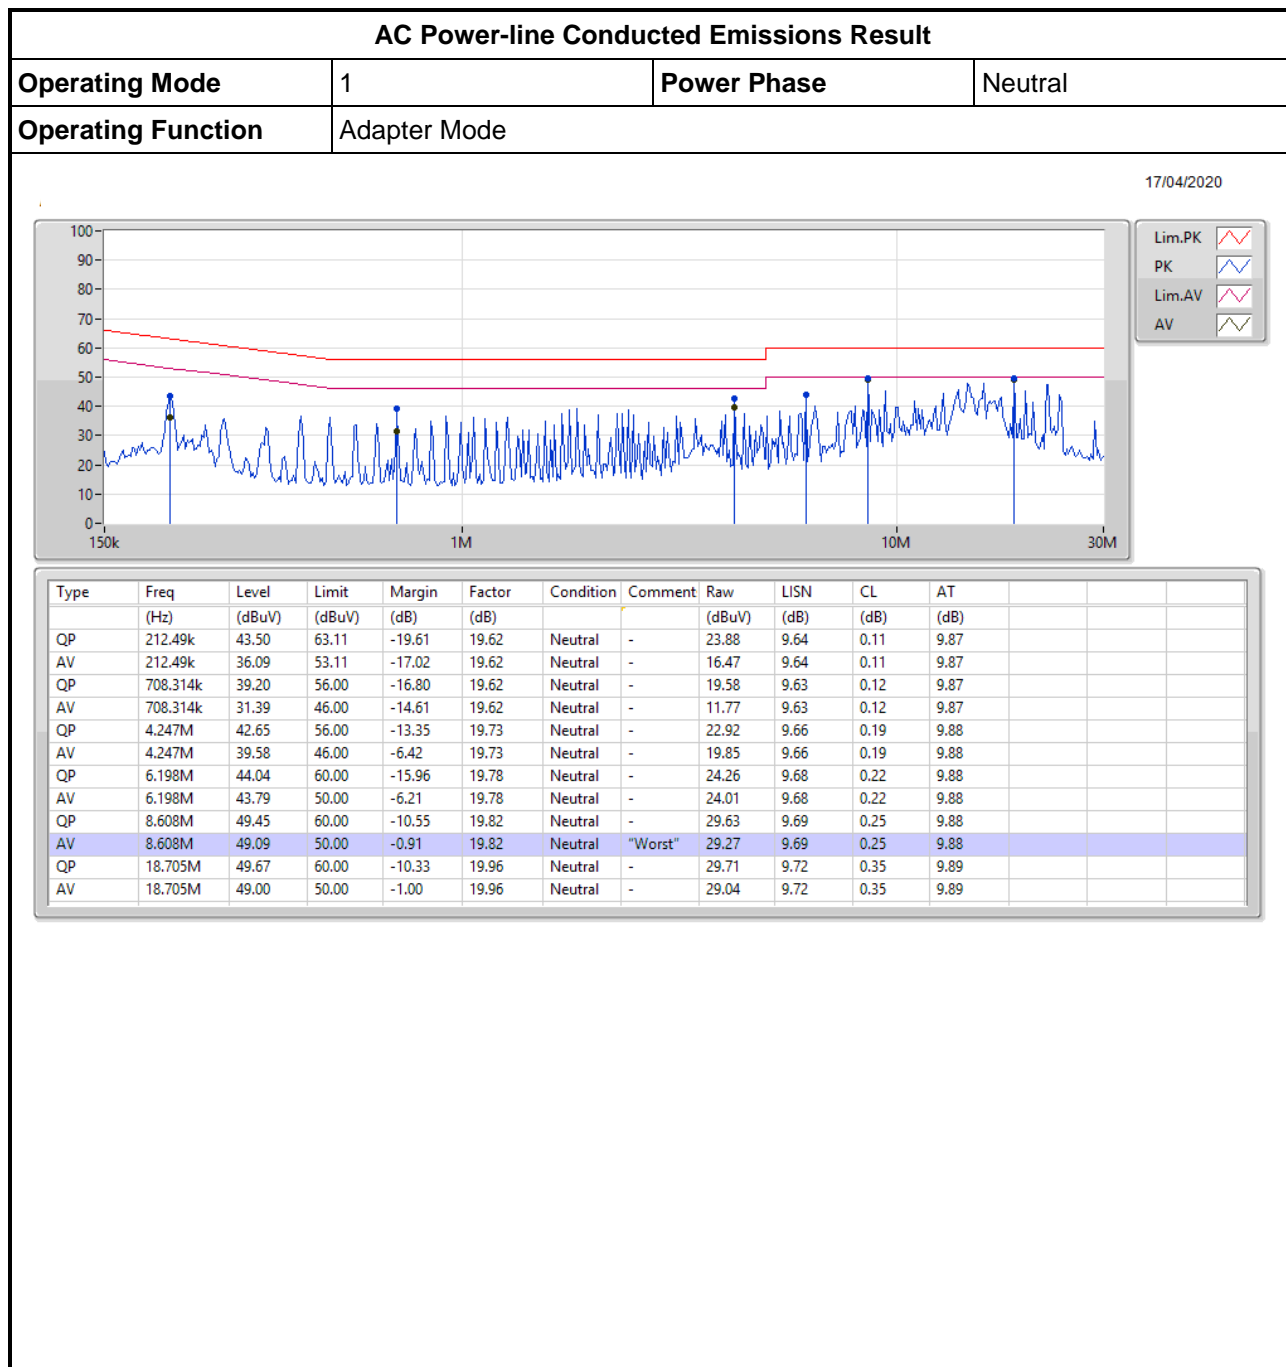 AC Power-line Conducted Emissions Result
Operating Mode 1 Power Phase Neutral
Operating Function Adapter Mode
17/04/2020
100
90
80
70
60
50
40
30
20
10
0
150k 1M 10M 30M
Lim.PK
PK
Lim.AV
AV
Type Freq Level Limit Margin Factor Condition Comment Raw LISN CL AT
(Hz) (dBuV) (dBuV) (dB) (dB) (dBuV) (dB) (dB) (dB)
QP 212.49k 43.50 63.11 -19.61 19.62 Neutral - 23.88 9.64 0.11 9.87
AV 212.49k 36.09 53.11 -17.02 19.62 Neutral - 16.47 9.64 0.11 9.87
QP 708.314k 39.20 56.00 -16.80 19.62 Neutral - 19.58 9.63 0.12 9.87
AV 708.314k 31.39 46.00 -14.61 19.62 Neutral - 11.77 9.63 0.12 9.87
QP 4.247M 42.65 56.00 -13.35 19.73 Neutral - 22.92 9.66 0.19 9.88
AV 4.247M 39.58 46.00 -6.42 19.73 Neutral - 19.85 9.66 0.19 9.88
QP 6.198M 44.04 60.00 -15.96 19.78 Neutral - 24.26 9.68 0.22 9.88
AV 6.198M 43.79 50.00 -6.21 19.78 Neutral - 24.01 9.68 0.22 9.88
QP 8.608M 49.45 60.00 -10.55 19.82 Neutral - 29.63 9.69 0.25 9.88
AV 8.608M 49.09 50.00 -0.91 19.82 Neutral "Worst" 29.27 9.69 0.25 9.88
QP 18.705M 49.67 60.00 -10.33 19.96 Neutral - 29.71 9.72 0.35 9.89
AV 18.705M 49.00 50.00 -1.00 19.96 Neutral - 29.04 9.72 0.35 9.89